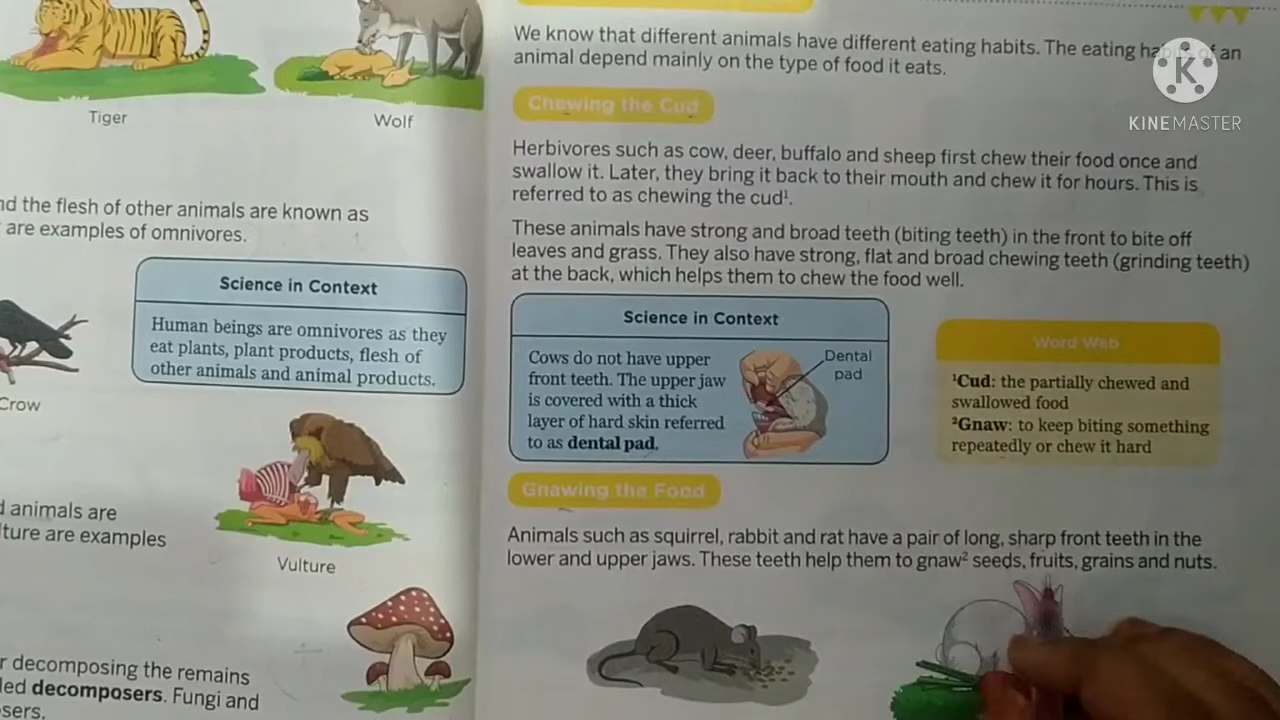 Tiger
Wolf
nd the flesh of other animals are known as
are examples of omnivores.
Science in Context
Human beings are omnivores as they
eat plants, plant products, flesh of
other animals and animal products.
Crow
d animals are
lture are examples
Vulture
r decomposing the remains
led decomposers. Fungi and
sers.
We know that different animals have different eating habits. The eating habits of an
animal depend mainly on the type of food it eats.
Chewing the Cud
Herbivores such as cow, deer, buffalo and sheep first chew their food once and
swallow it. Later, they bring it back to their mouth and chew it for hours. This is
referred to as chewing the cud¹.
These animals have strong and broad teeth (biting teeth) in the front to bite off
leaves and grass. They also have strong, flat and broad chewing teeth (grinding teeth)
at the back, which helps them to chew the food well.
Science in Context
Cows do not have upper
front teeth. The upper jaw
is covered with a thick
layer of hard skin referred
to as dental pad.
Dental
pad
Word Web
¹Cud: the partially chewed and
swallowed food
²Gnaw: to keep biting something
repeatedly or chew it hard
Gnawing the Food
Animals such as squirrel, rabbit and rat have a pair of long, sharp front teeth in the
lower and upper jaws. These teeth help them to gnaw² seeds, fruits, grains and nuts.
K
KINEMASTER